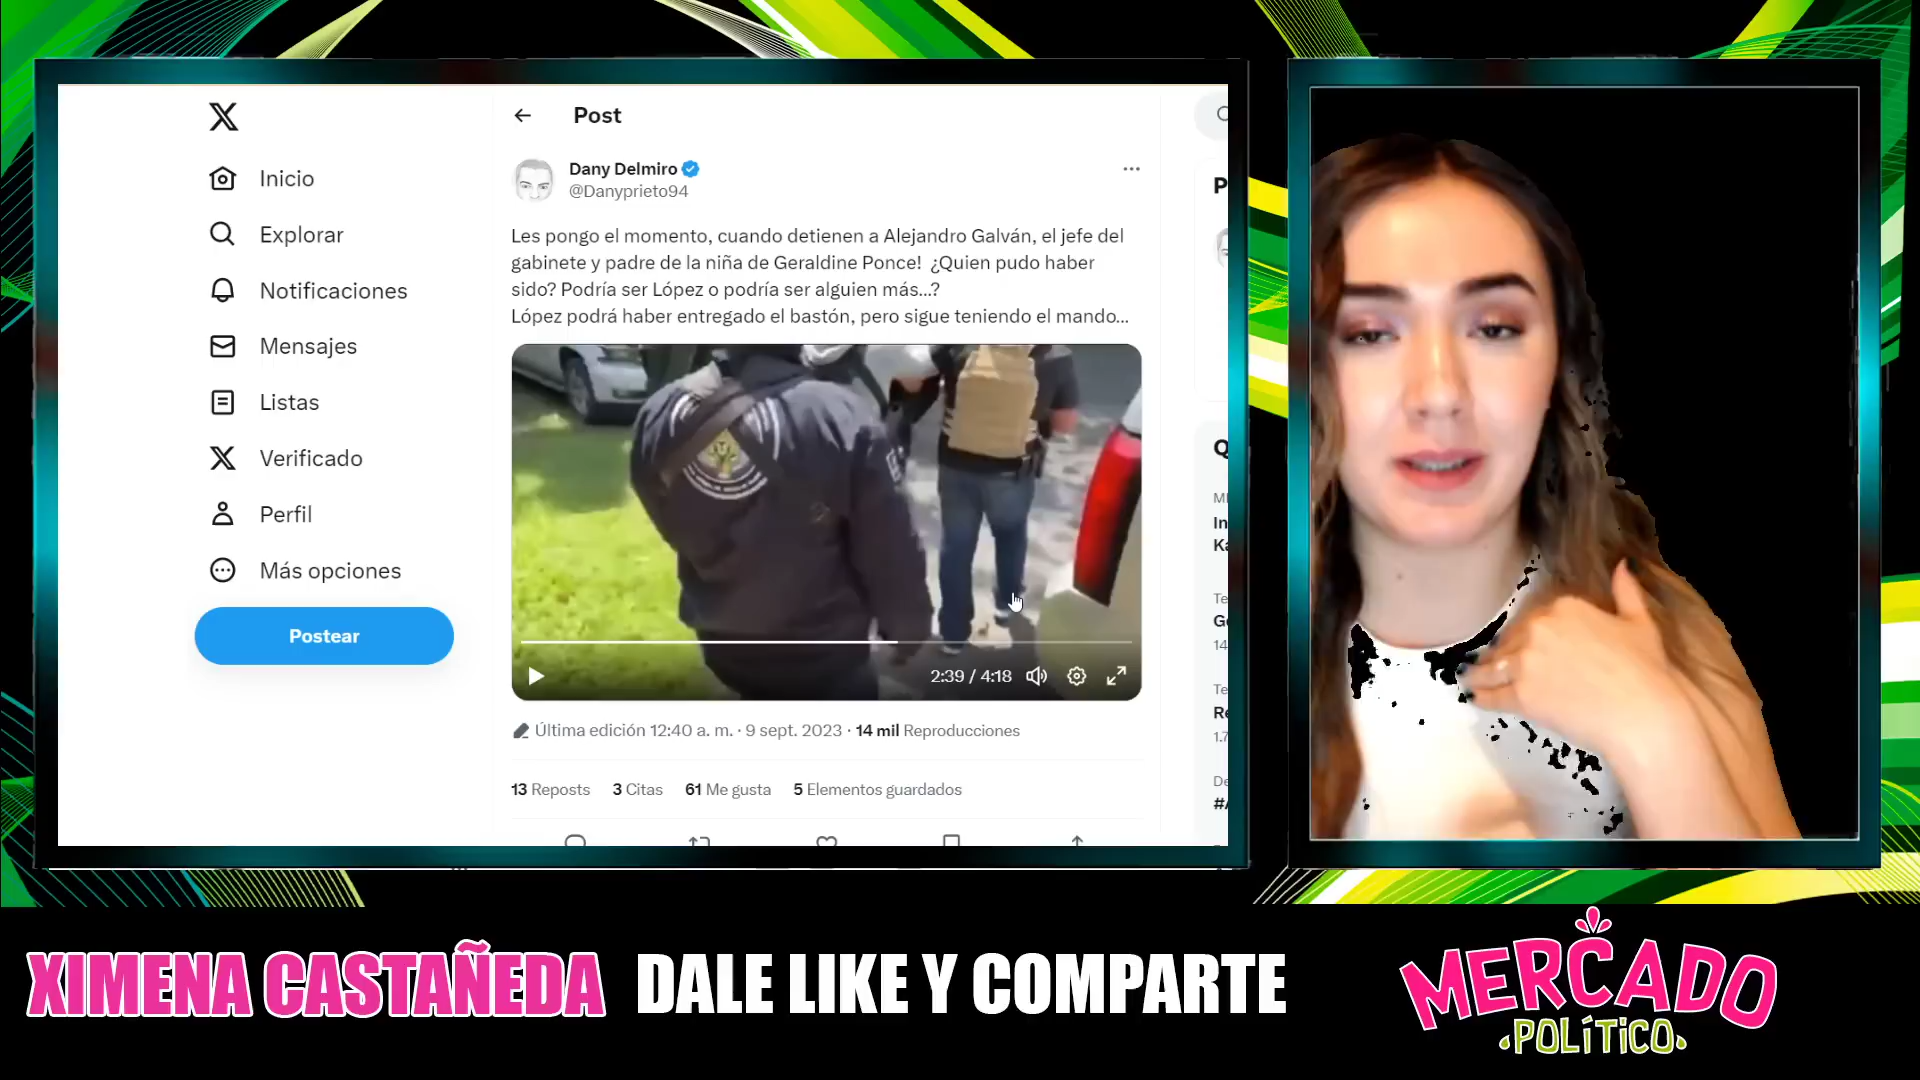 Inicio
Explorar
Notificaciones
Mensajes
Listas
Verificado
Perfil
Más opciones
Postear
Post
Dany Delmiro
@Danyprieto94
Les pongo el momento, cuando detienen a Alejandro Galván, el jefe del
gabinete y padre de la niña de Geraldine Ponce! ¿Quien pudo haber
sido? Podría ser López o podría ser alguien más...?
López podrá haber entregado el bastón, pero sigue teniendo el mando...
2:39 / 4:18
Última edición 12:40 a. m. · 9 sept. 2023 · 14 mil Reproducciones
13 Reposts 3 Citas 61 Me gusta 5 Elementos guardados
XIMENA CASTAÑEDA DALE LIKE Y COMPARTE
MERCADO
POLÍTICO